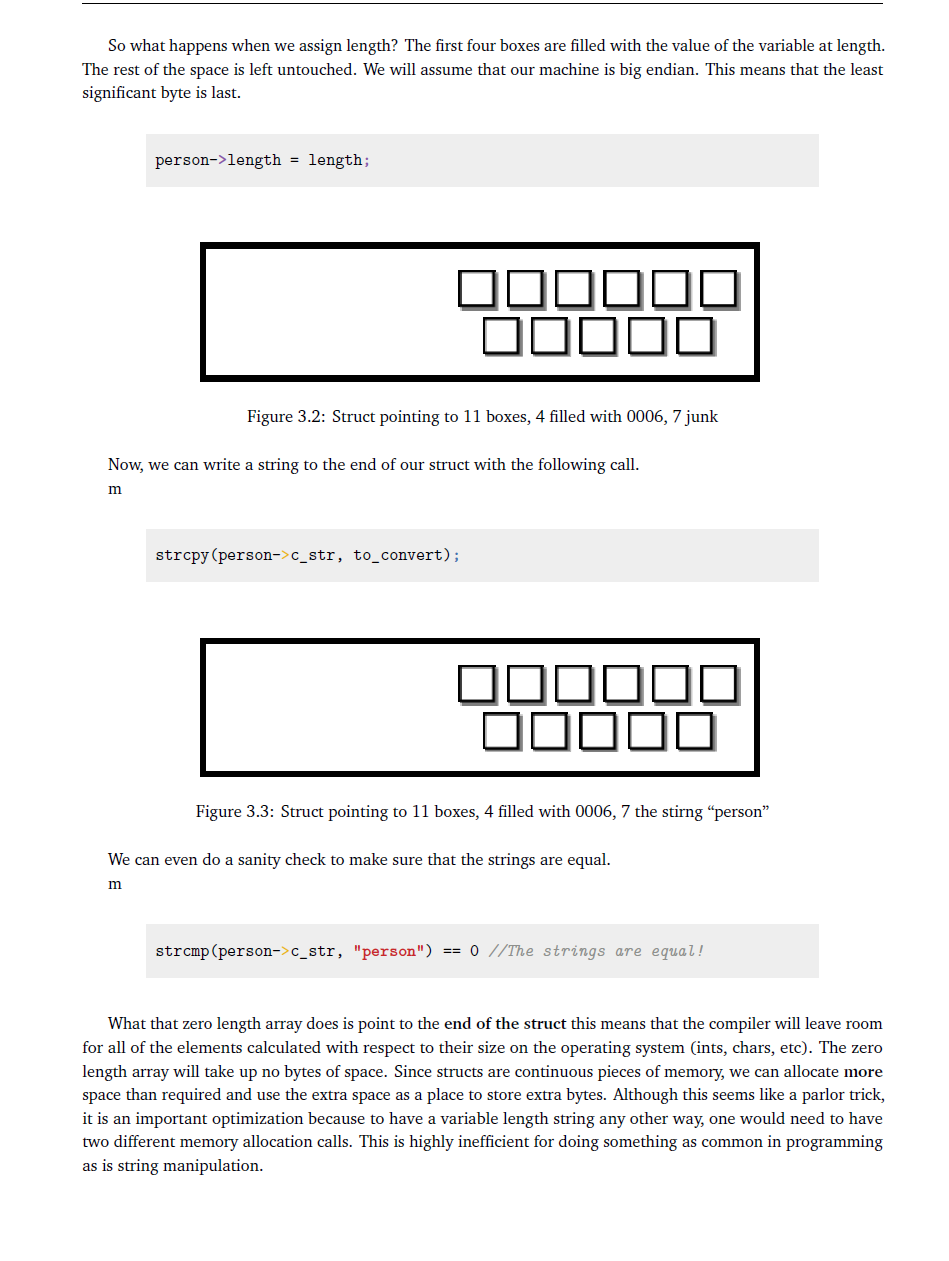 So what happens when we assign length? The first four boxes are filled with the value of the variable at length.
The rest of the space is left untouched. We will assume that our machine is big endian. This means that the least
significant byte is last.
person->length = length;
Figure 3.2: Struct pointing to 11 boxes, 4 filled with 0006, 7 junk
Now, we can write a string to the end of our struct with the following call.
m
strcpy(person->c_str, to_convert);
Figure 3.3: Struct pointing to 11 boxes, 4 filled with 0006, 7 the stirng “person”
We can even do a sanity check to make sure that the strings are equal.
m
strcmp(person->c_str, "person") == 0 //The strings are equal!
What that zero length array does is point to the end of the struct this means that the compiler will leave room
for all of the elements calculated with respect to their size on the operating system (ints, chars, etc). The zero
length array will take up no bytes of space. Since structs are continuous pieces of memory, we can allocate more
space than required and use the extra space as a place to store extra bytes. Although this seems like a parlor trick,
it is an important optimization because to have a variable length string any other way, one would need to have
two different memory allocation calls. This is highly inefficient for doing something as common in programming
as is string manipulation.